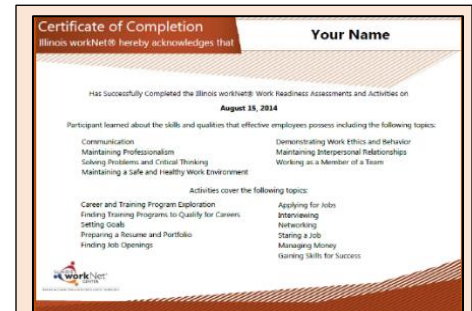 Certificate of Completion
Illinois workNet® hereby acknowledges that
Your Name
Has Successfully Completed the Illinois workNet® Work Readiness Assessments and Activities on
August 15, 2014
Participant learned about the skills and qualities that effective employees possess including the following topics:
Communication
Maintaining Professionalism
Solving Problems and Critical Thinking
Maintaining a Safe and Healthy Work Environment
Demonstrating Work Ethics and Behavior
Maintaining Interpersonal Relationships
Working as a Member of a Team
Activities cover the following topics:
Career and Training Program Exploration
Finding Training Programs to Qualify for Careers
Setting Goals
Preparing a Resume and Portfolio
Finding Job Openings
Applying for Jobs
Interviewing
Networking
Staring a Job
Managing Money
Gaining Skills for Success
workNet
CENTER